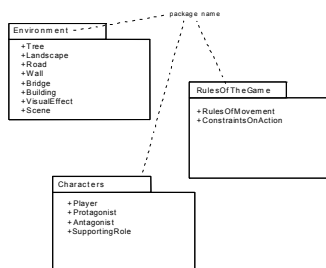 package name
Environment
+Tree
+Landscape
+Road
+Wall
+Bridge
+Building
+VisualEffect
+Scene
RulesOfTheGame
+RulesOfMovement
+ConstraintsOnAction
Characters
+Player
+Protagonist
+Antagonist
+SupportingRole